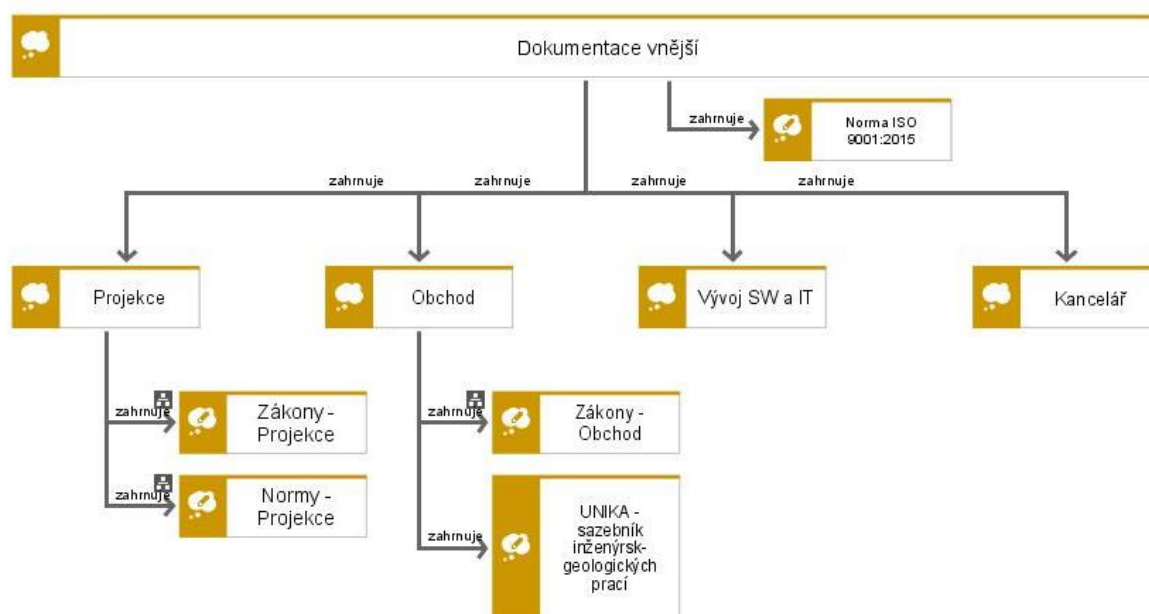 Dokumentace vnější
zahrnuje
Norma ISO
9001:2015
zahrnuje
zahrnuje
zahrnuje
zahrnuje
Projekce
Obchod
Vývoj SW a IT
Kancelář
zahrnuje
Zákony -
Projekce
zahrnuje
Zákony -
Obchod
zahrnuje
Normy -
Projekce
zahrnuje
UNIKA -
sazebník
inženýrsk-
geologických
prací